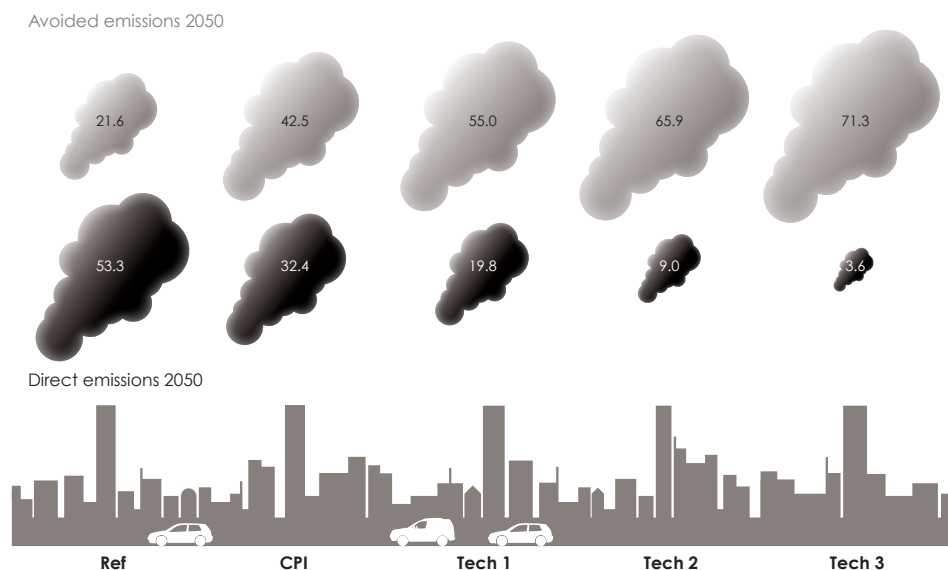 Avoided emissions 2050
21.6 42.5 55.0 65.9 71.3
53.3 32.4 19.8 9.0 3.6
Direct emissions 2050
Ref CPI Tech 1 Tech 2 Tech 3